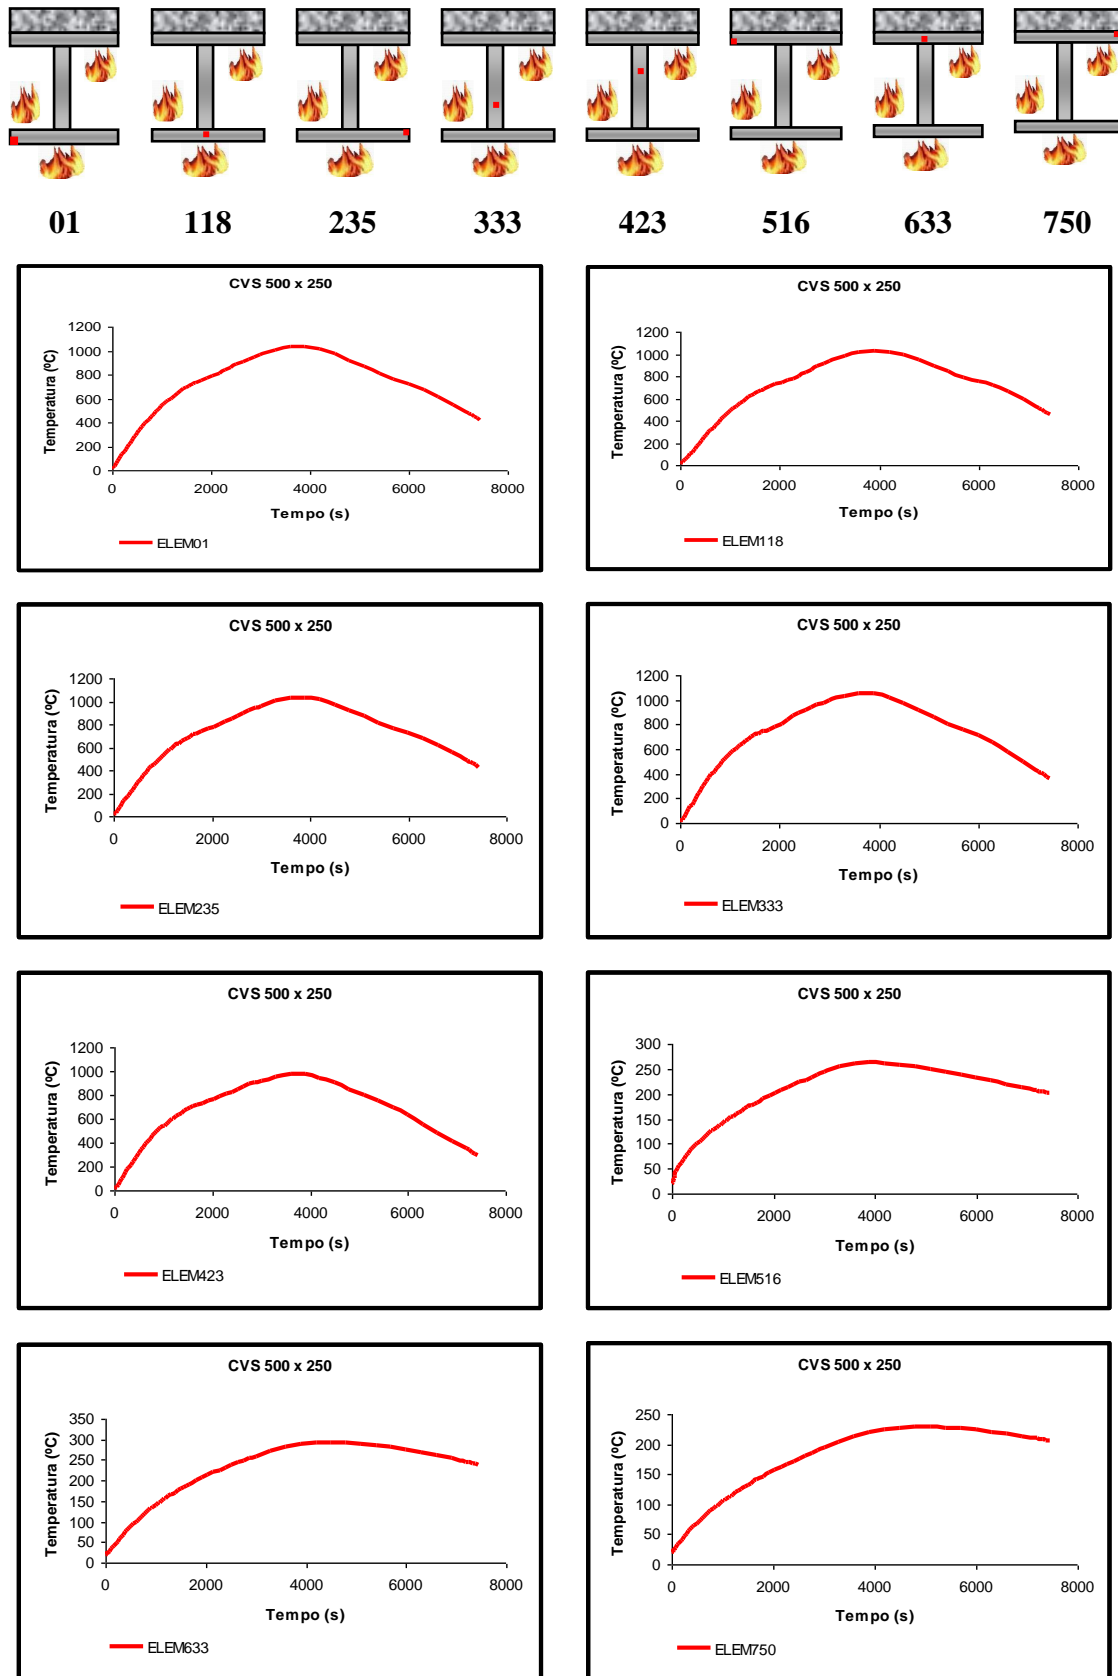 01 118 235 333 423 516 633 750
CVS 500 x 250
Temperatura (ºC)
1200
1000
800
600
400
200
0
0 2000 4000 6000 8000
Tempo (s)
ELEM01
CVS 500 x 250
Temperatura (ºC)
1200
1000
800
600
400
200
0
0 2000 4000 6000 8000
Tempo (s)
ELEM118
CVS 500 x 250
Temperatura (ºC)
1200
1000
800
600
400
200
0
0 2000 4000 6000 8000
Tempo (s)
ELEM235
CVS 500 x 250
Temperatura (ºC)
1200
1000
800
600
400
200
0
0 2000 4000 6000 8000
Tempo (s)
ELEM333
CVS 500 x 250
Temperatura (ºC)
1200
1000
800
600
400
200
0
0 2000 4000 6000 8000
Tempo (s)
ELEM423
CVS 500 x 250
Temperatura (ºC)
300
250
200
150
100
50
0
0 2000 4000 6000 8000
Tempo (s)
ELEM516
CVS 500 x 250
Temperatura (ºC)
350
300
250
200
150
100
50
0
0 2000 4000 6000 8000
Tempo (s)
ELEM633
CVS 500 x 250
Temperatura (ºC)
250
200
150
100
50
0
0 2000 4000 6000 8000
Tempo (s)
ELEM750